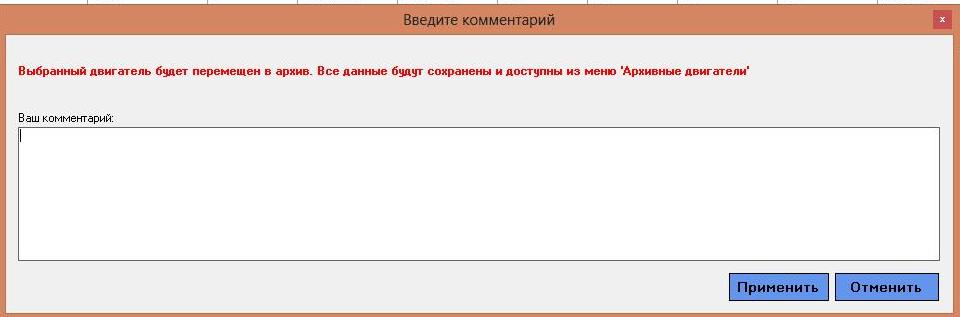 Введите комментарий
x
Выбранный двигатель будет перемещен в архив. Все данные будут сохранены и доступны из меню 'Архивные двигатели'
Ваш комментарий:
Применить Отменить